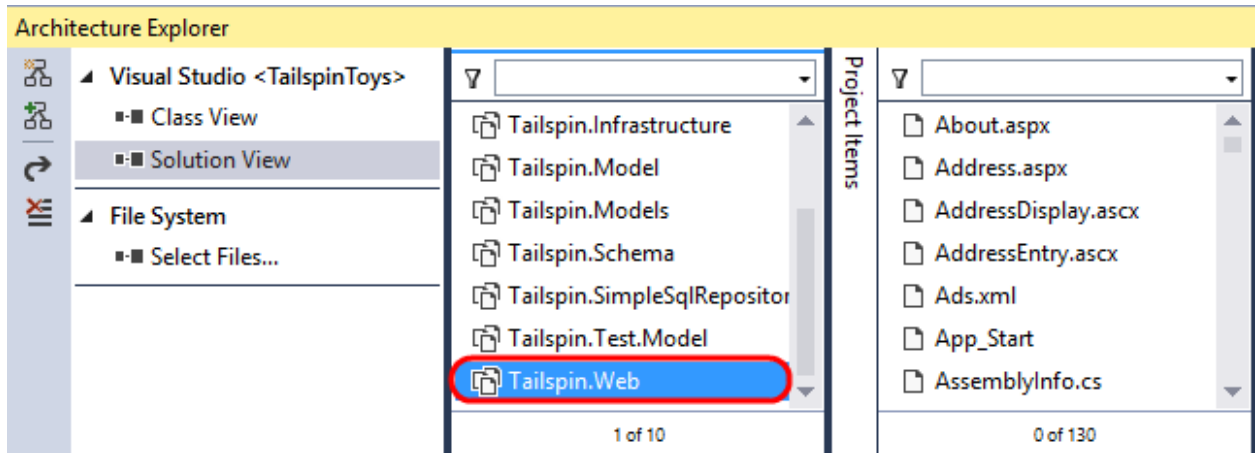 Architecture Explorer
Visual Studio <TailspinToys>
Class View
Solution View
File System
Select Files...
Tailspin.Infrastructure
Tailspin.Model
Tailspin.Models
Tailspin.Schema
Tailspin.SimpleSqlRepositor
Tailspin.Test.Model
Tailspin.Web
1 of 10
Project Items
About.aspx
Address.aspx
AddressDisplay.ascx
AddressEntry.ascx
Ads.xml
App_Start
AssemblyInfo.cs
0 of 130